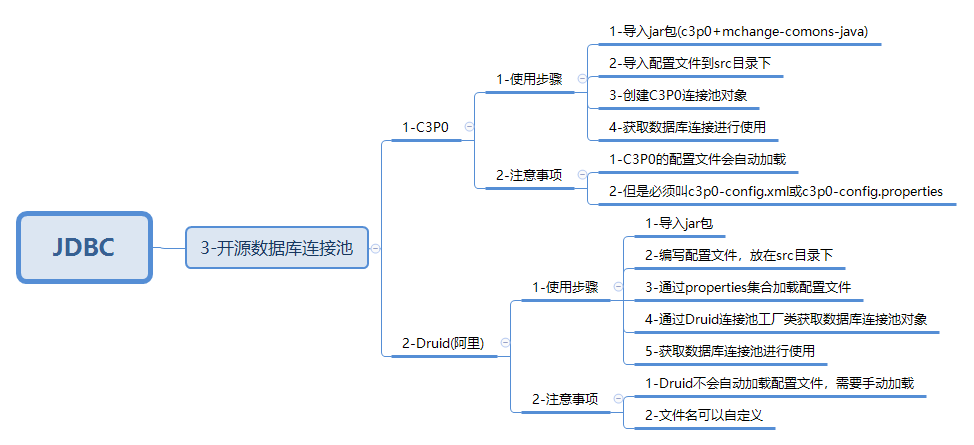 JDBC
3-开源数据库连接池
1-C3P0
1-使用步骤
1-导入jar包(c3p0+mchange-comons-java)
2-导入配置文件到src目录下
3-创建C3P0连接池对象
4-获取数据库连接进行使用
2-注意事项
1-C3P0的配置文件会自动加载
2-但是必须叫c3p0-config.xml或c3p0-config.properties
2-Druid(阿里)
1-使用步骤
1-导入jar包
2-编写配置文件，放在src目录下
3-通过properties集合加载配置文件
4-通过Druid连接池工厂类获取数据库连接池对象
5-获取数据库连接池进行使用
2-注意事项
1-Druid不会自动加载配置文件，需要手动加载
2-文件名可以自定义